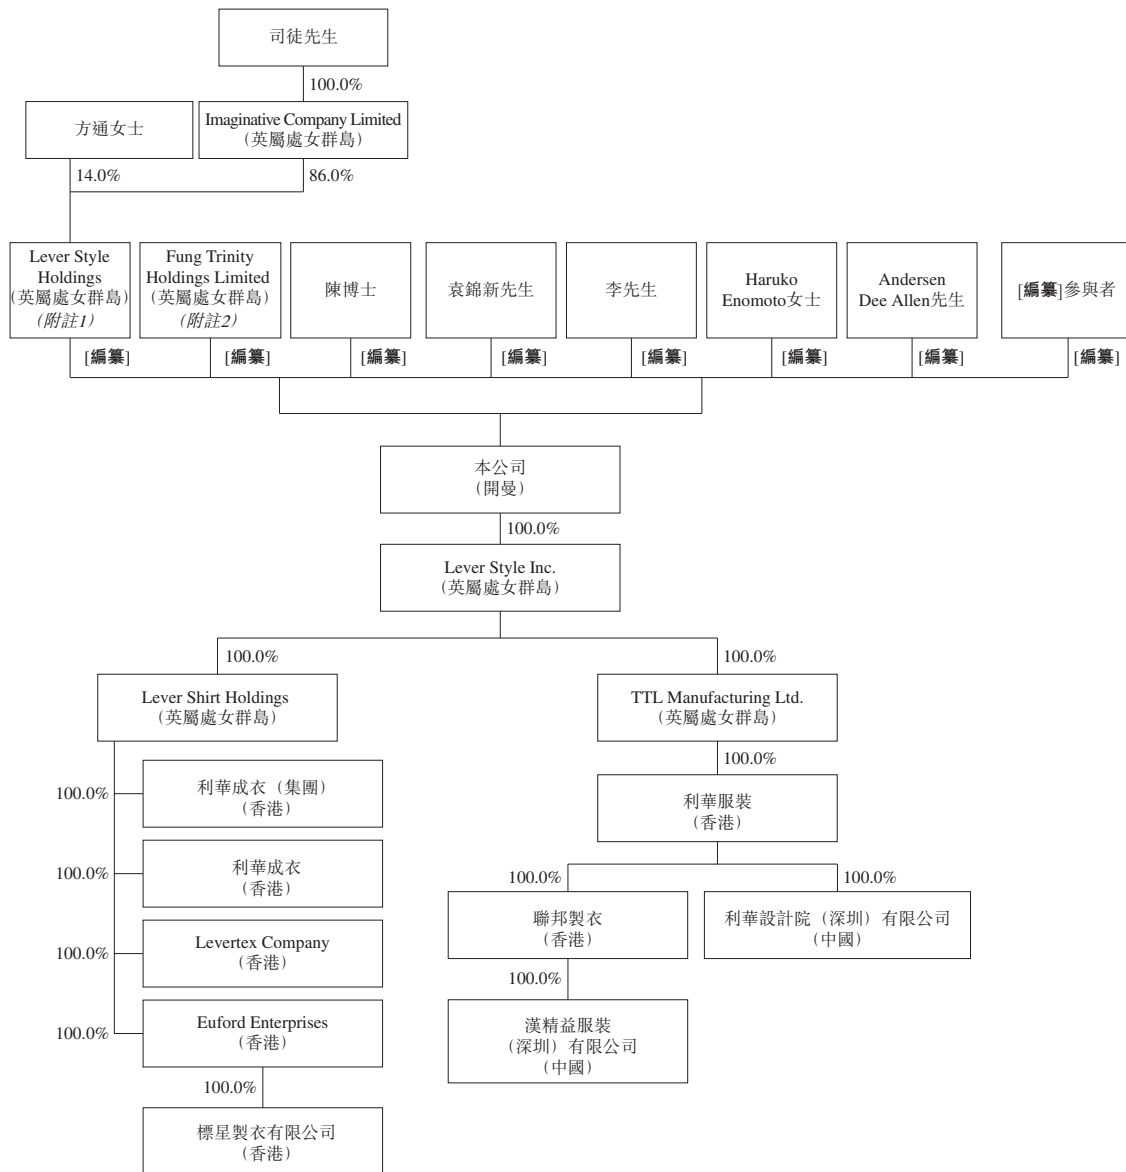 司徒先生
100.0%
方通女士
Imaginative Company Limited
（英屬處女群島）
14.0%
86.0%
Lever Style
Holdings
（英屬處女群島）
（附註1）
Fung Trinity
Holdings Limited
（英屬處女群島）
（附註2）
陳博士
袁錦新先生
李先生
Haruko
Enomoto女士
Andersen
Dee Allen先生
[編纂]參與者
[編纂]
[編纂]
[編纂]
[編纂]
[編纂]
[編纂]
[編纂]
[編纂]
本公司
（開曼）
100.0%
Lever Style Inc.
（英屬處女群島）
100.0%
100.0%
Lever Shirt Holdings
（英屬處女群島）
TTL Manufacturing Ltd.
（英屬處女群島）
100.0%
100.0%
利華成衣（集團）
（香港）
利華服裝
（香港）
100.0%
利華成衣
（香港）
100.0%
100.0%
聯邦製衣
（香港）
利華設計院（深圳）有限公司
（中國）
100.0%
Levertex Company
（香港）
100.0%
100.0%
Euford Enterprises
（香港）
漢精益服裝
（深圳）有限公司
（中國）
100.0%
標星製衣有限公司
（香港）